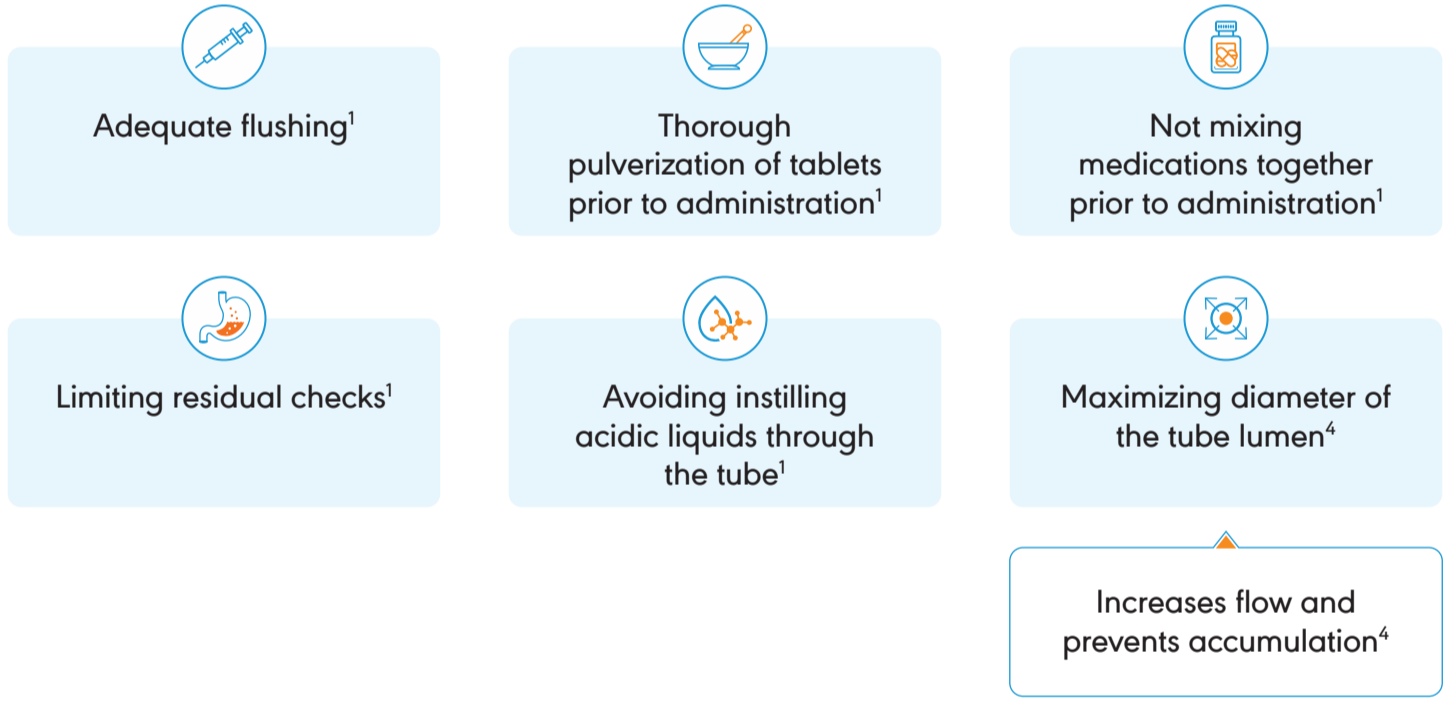 Adequate flushing¹
Thorough
pulverization of tablets
prior to administration¹
Not mixing
medications together
prior to administration¹
Limiting residual checks¹
Avoiding instilling
acidic liquids through
the tube¹
Maximizing diameter of
the tube lumen⁴
Increases flow and
prevents accumulation⁴